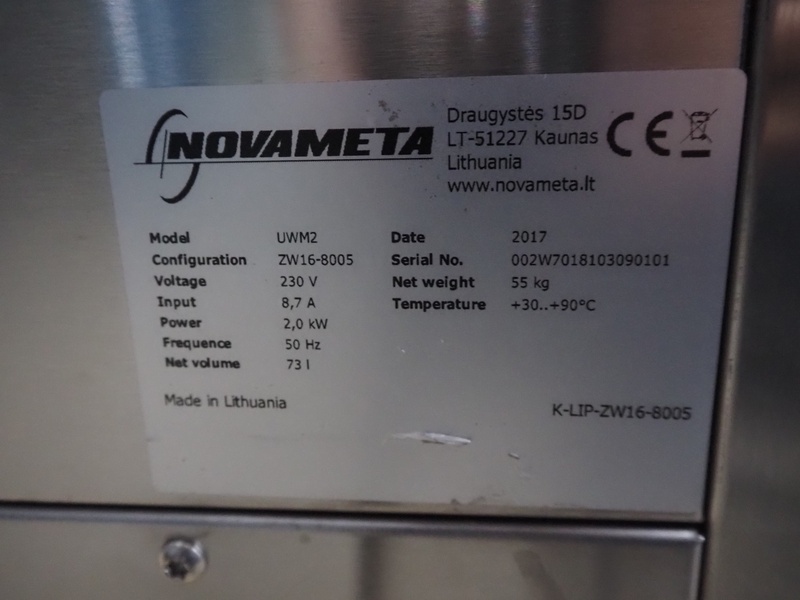 NOVAMETA
Draugystės 15D
LT-51227 Kaunas
Lithuania
www.novameta.lt
CE
Model UWM2
Configuration ZW16-8005
Voltage 230 V
Input 8,7 A
Power 2,0 kW
Frequence 50 Hz
Net volume 73 l
Date 2017
Serial No. 002W7018103090101
Net weight 55 kg
Temperature +30..+90°C
Made in Lithuania
K-LIP-ZW16-8005